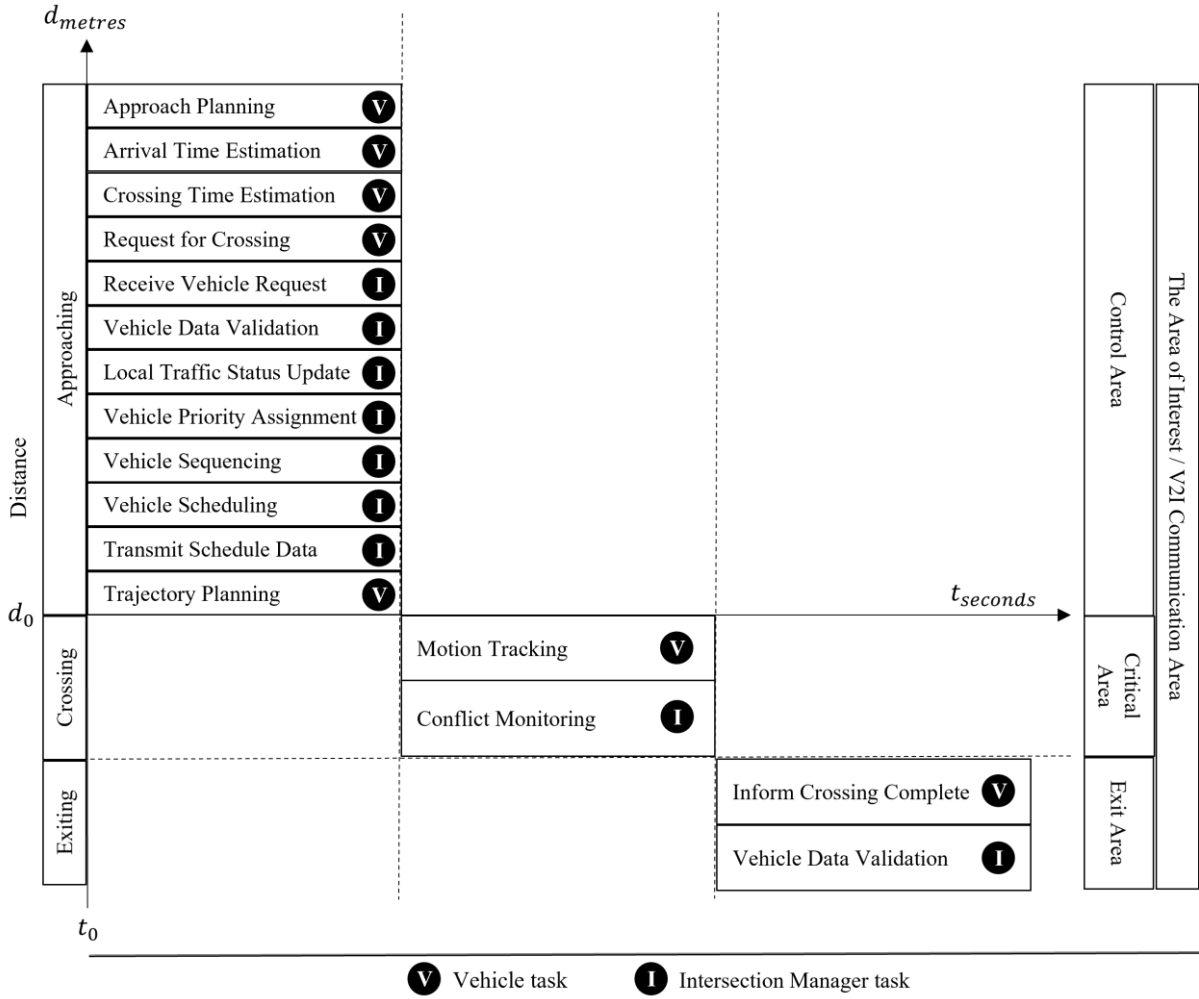 d_metres
Approach Planning V
Arrival Time Estimation V
Crossing Time Estimation V
Request for Crossing V
Receive Vehicle Request I
Vehicle Data Validation I
Local Traffic Status Update I
Vehicle Priority Assignment I
Vehicle Sequencing I
Vehicle Scheduling I
Transmit Schedule Data I
Trajectory Planning V
Distance
Approaching
Crossing
Exiting
d_0
t_seconds
Motion Tracking V
Conflict Monitoring I
Inform Crossing Complete V
Vehicle Data Validation I
Control Area
Critical
Area
Exit Area
The Area of Interest / V2I Communication Area
t_0
V Vehicle task
I Intersection Manager task